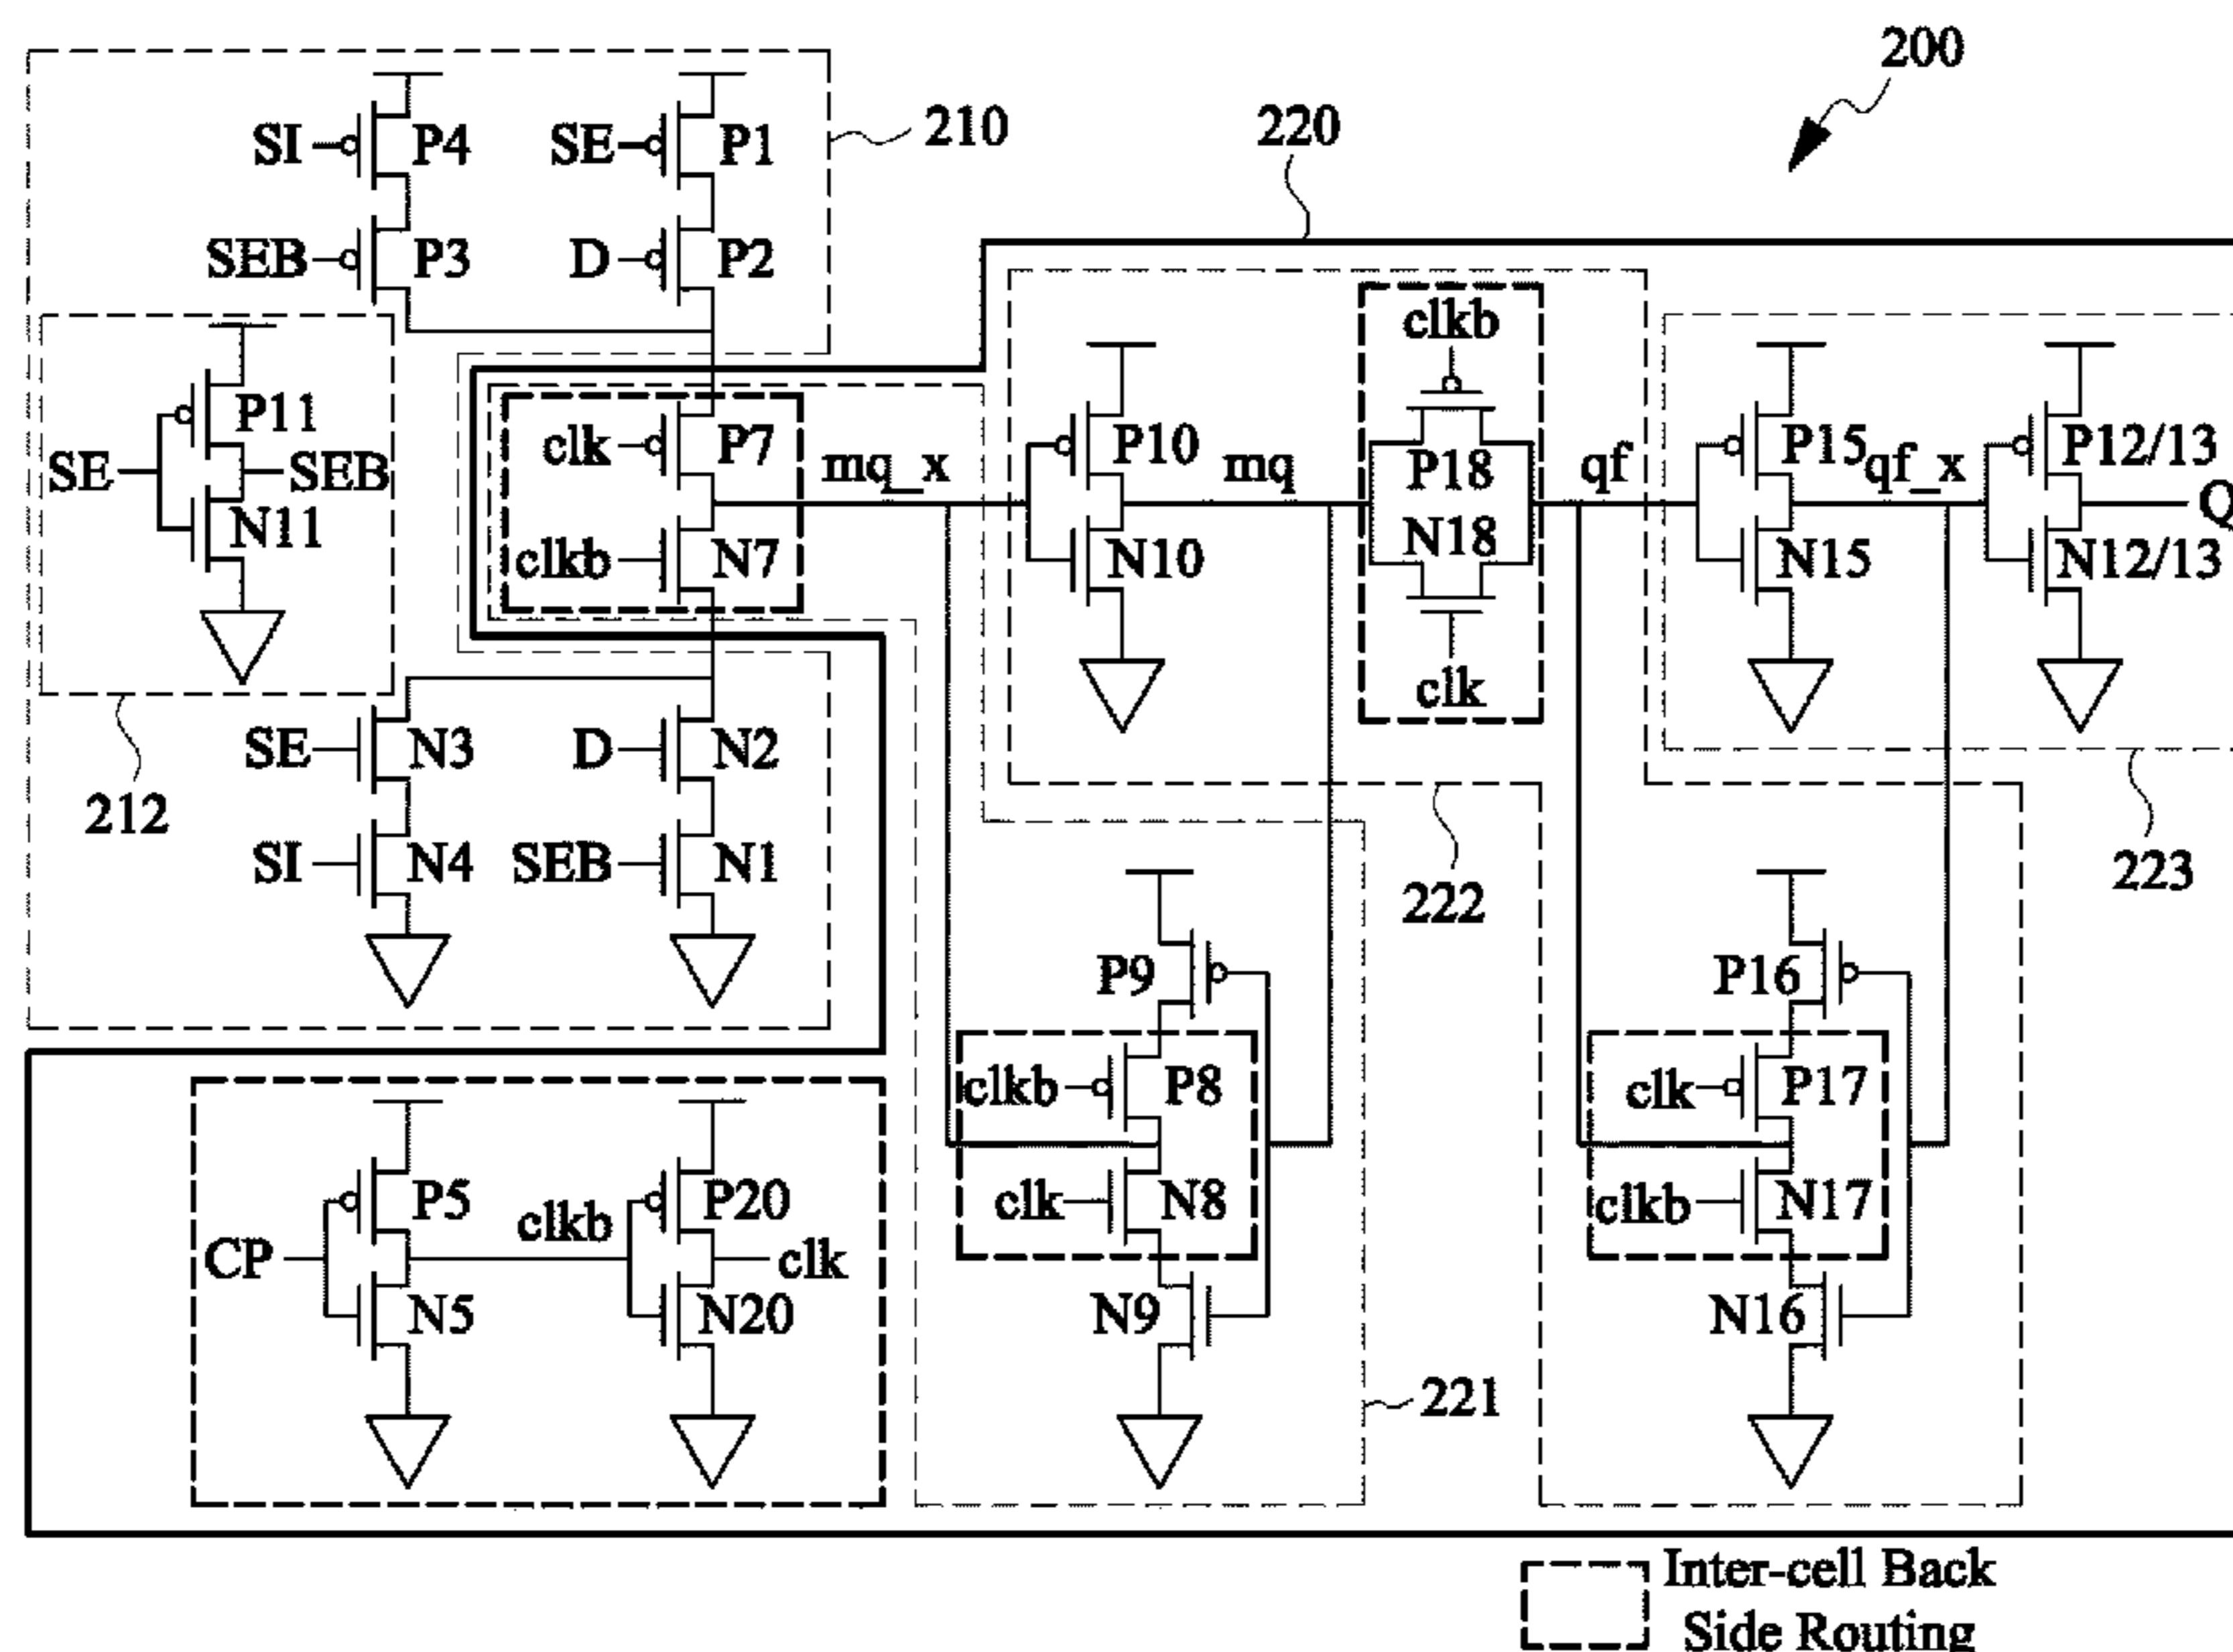 200
SI
P4
SE
P1
210
220
SEB
P3
D
P2
clkb
P11
SE
SEB
N11
clk
P7
clkb
N7
mq_x
P10
N10
mq
P18
N18
clk
qf
P15
N15
qf_x
P12/13
N12/13
Q
212
SE
N3
D
N2
SI
N4
SEB
N1
222
223
P9
clkb
P8
clk
N8
N9
P16
clk
P17
clkb
N17
N16
221
CP
P5
N5
clkb
P20
N20
clk
Inter-cell Back
Side Routing